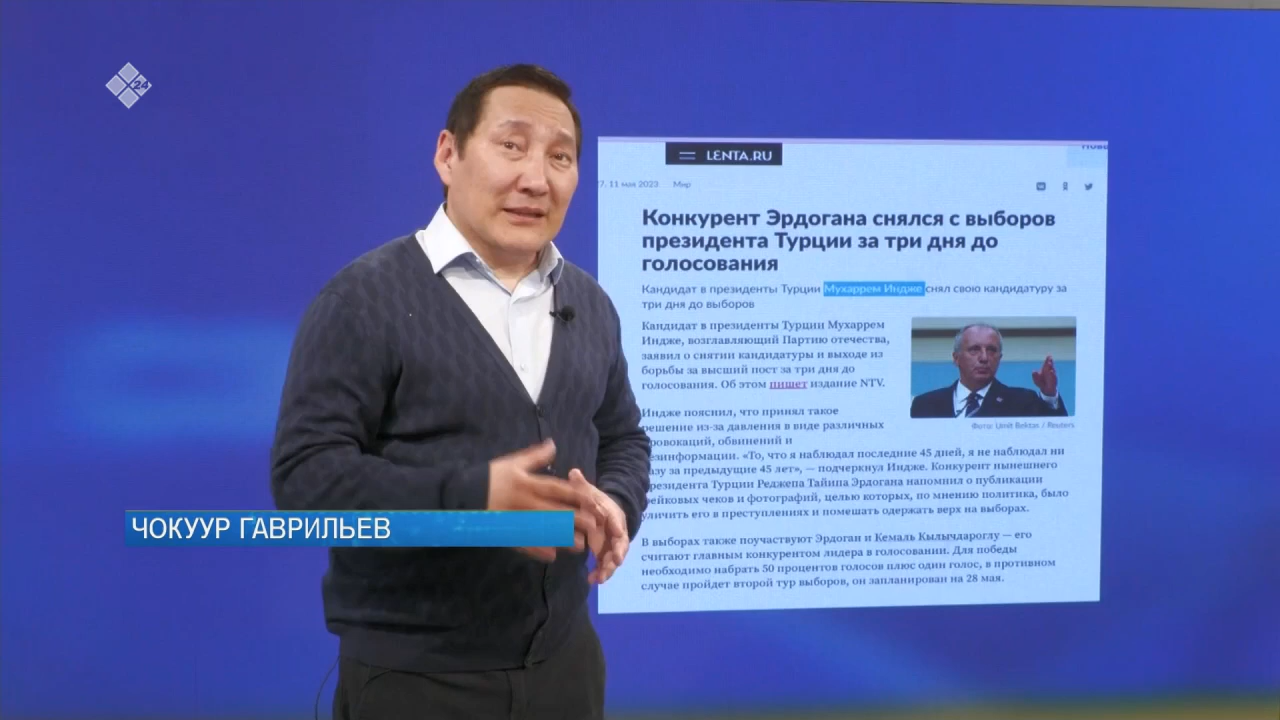 24
LENTA.RU
7, 11 мая 2023 Мир
Конкурент Эрдогана снялся с выборов
президента Турции за три дня до
голосования
Кандидат в президенты Турции Мухаррем Индже снял свою кандидатуру за
три дня до выборов
Кандидат в президенты Турции Мухаррем
Индже, возглавляющий Партию отечества,
заявил о снятии кандидатуры и выходе из
борьбы за высший пост за три дня до
голосования. Об этом пишет издание NTV.
Фото: Umit Bektas / Reuters
Индже пояснил, что принял такое
решение из-за давления в виде различных
ровокаций, обвинений и
езинформации. «То, что я наблюдал последние 45 дней, я не наблюдал ни
азу за предыдущие 45 лет», — подчеркнул Индже. Конкурент нынешнего
резидента Турции Реджепа Тайипа Эрдогана напомнил о публикации
ейковых чеков и фотографий, целью которых, по мнению политика, было
уличить его в преступлениях и помешать одержать верх на выборах.
В выборах также поучаствуют Эрдоган и Кемаль Кылычдароглу — его
считают главным конкурентом лидера в голосовании. Для победы
необходимо набрать 50 процентов голосов плюс один голос, в противном
случае пройдет второй тур выборов, он запланирован на 28 мая.
ЧОКУУР ГАВРИЛЬЕВ